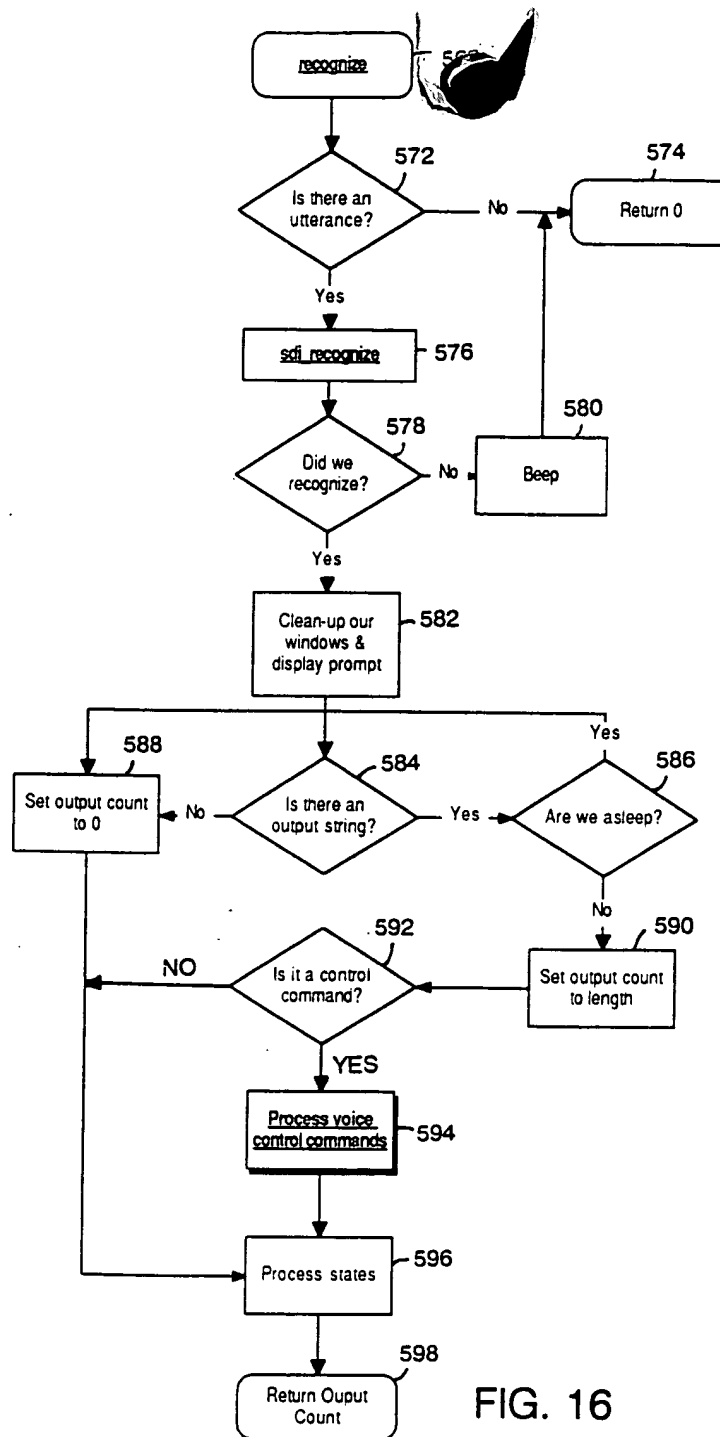 recognize
572
574
Is there an
utterance?
No
Return 0
Yes
sdi_recognize
576
578
580
Did we
recognize?
No
Beep
Yes
Clean-up our
windows &
display prompt
582
588
584
Yes
586
Set output count
to 0
No
Is there an
output string?
Yes
Are we asleep?
No
592
590
NO
Is it a control
command?
Set output count
to length
YES
Process voice
control commands
594
Process states
596
598
Return Ouput
Count
FIG. 16